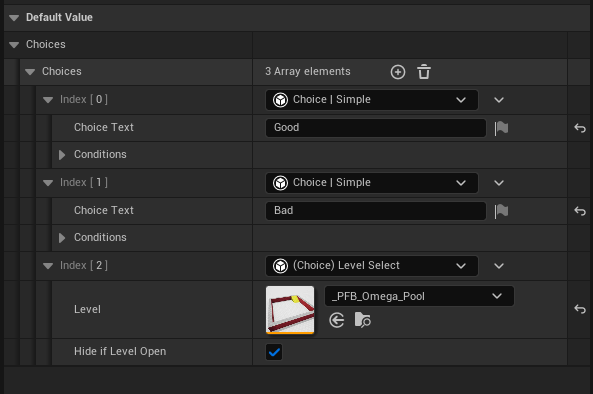 Default Value
Choices
Choices 3 Array elements
Index [ 0 ] Choice | Simple
Choice Text Good
Conditions
Index [ 1 ] Choice | Simple
Choice Text Bad
Conditions
Index [ 2 ] (Choice) Level Select
Level _PFB_Omega_Pool
Hide if Level Open